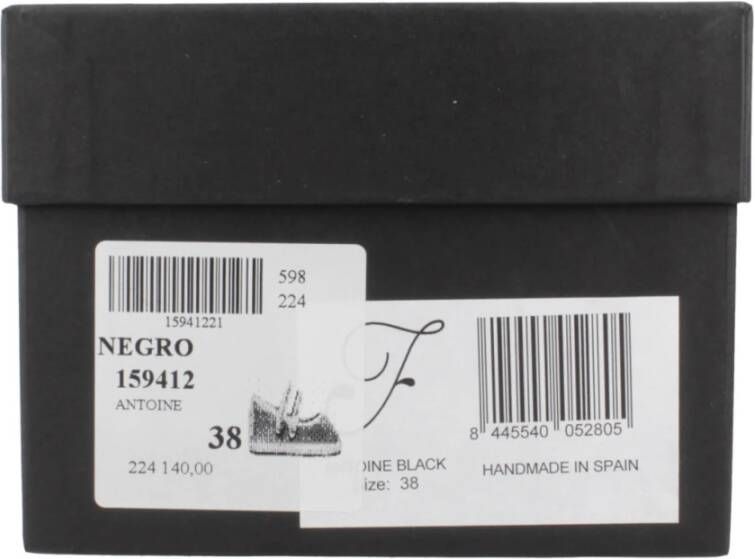 598
224
15941221
NEGRO
159412
ANTOINE
38
224 140,00
F
8 445540 052805
OINE BLACK
ize: 38
HANDMADE IN SPAIN